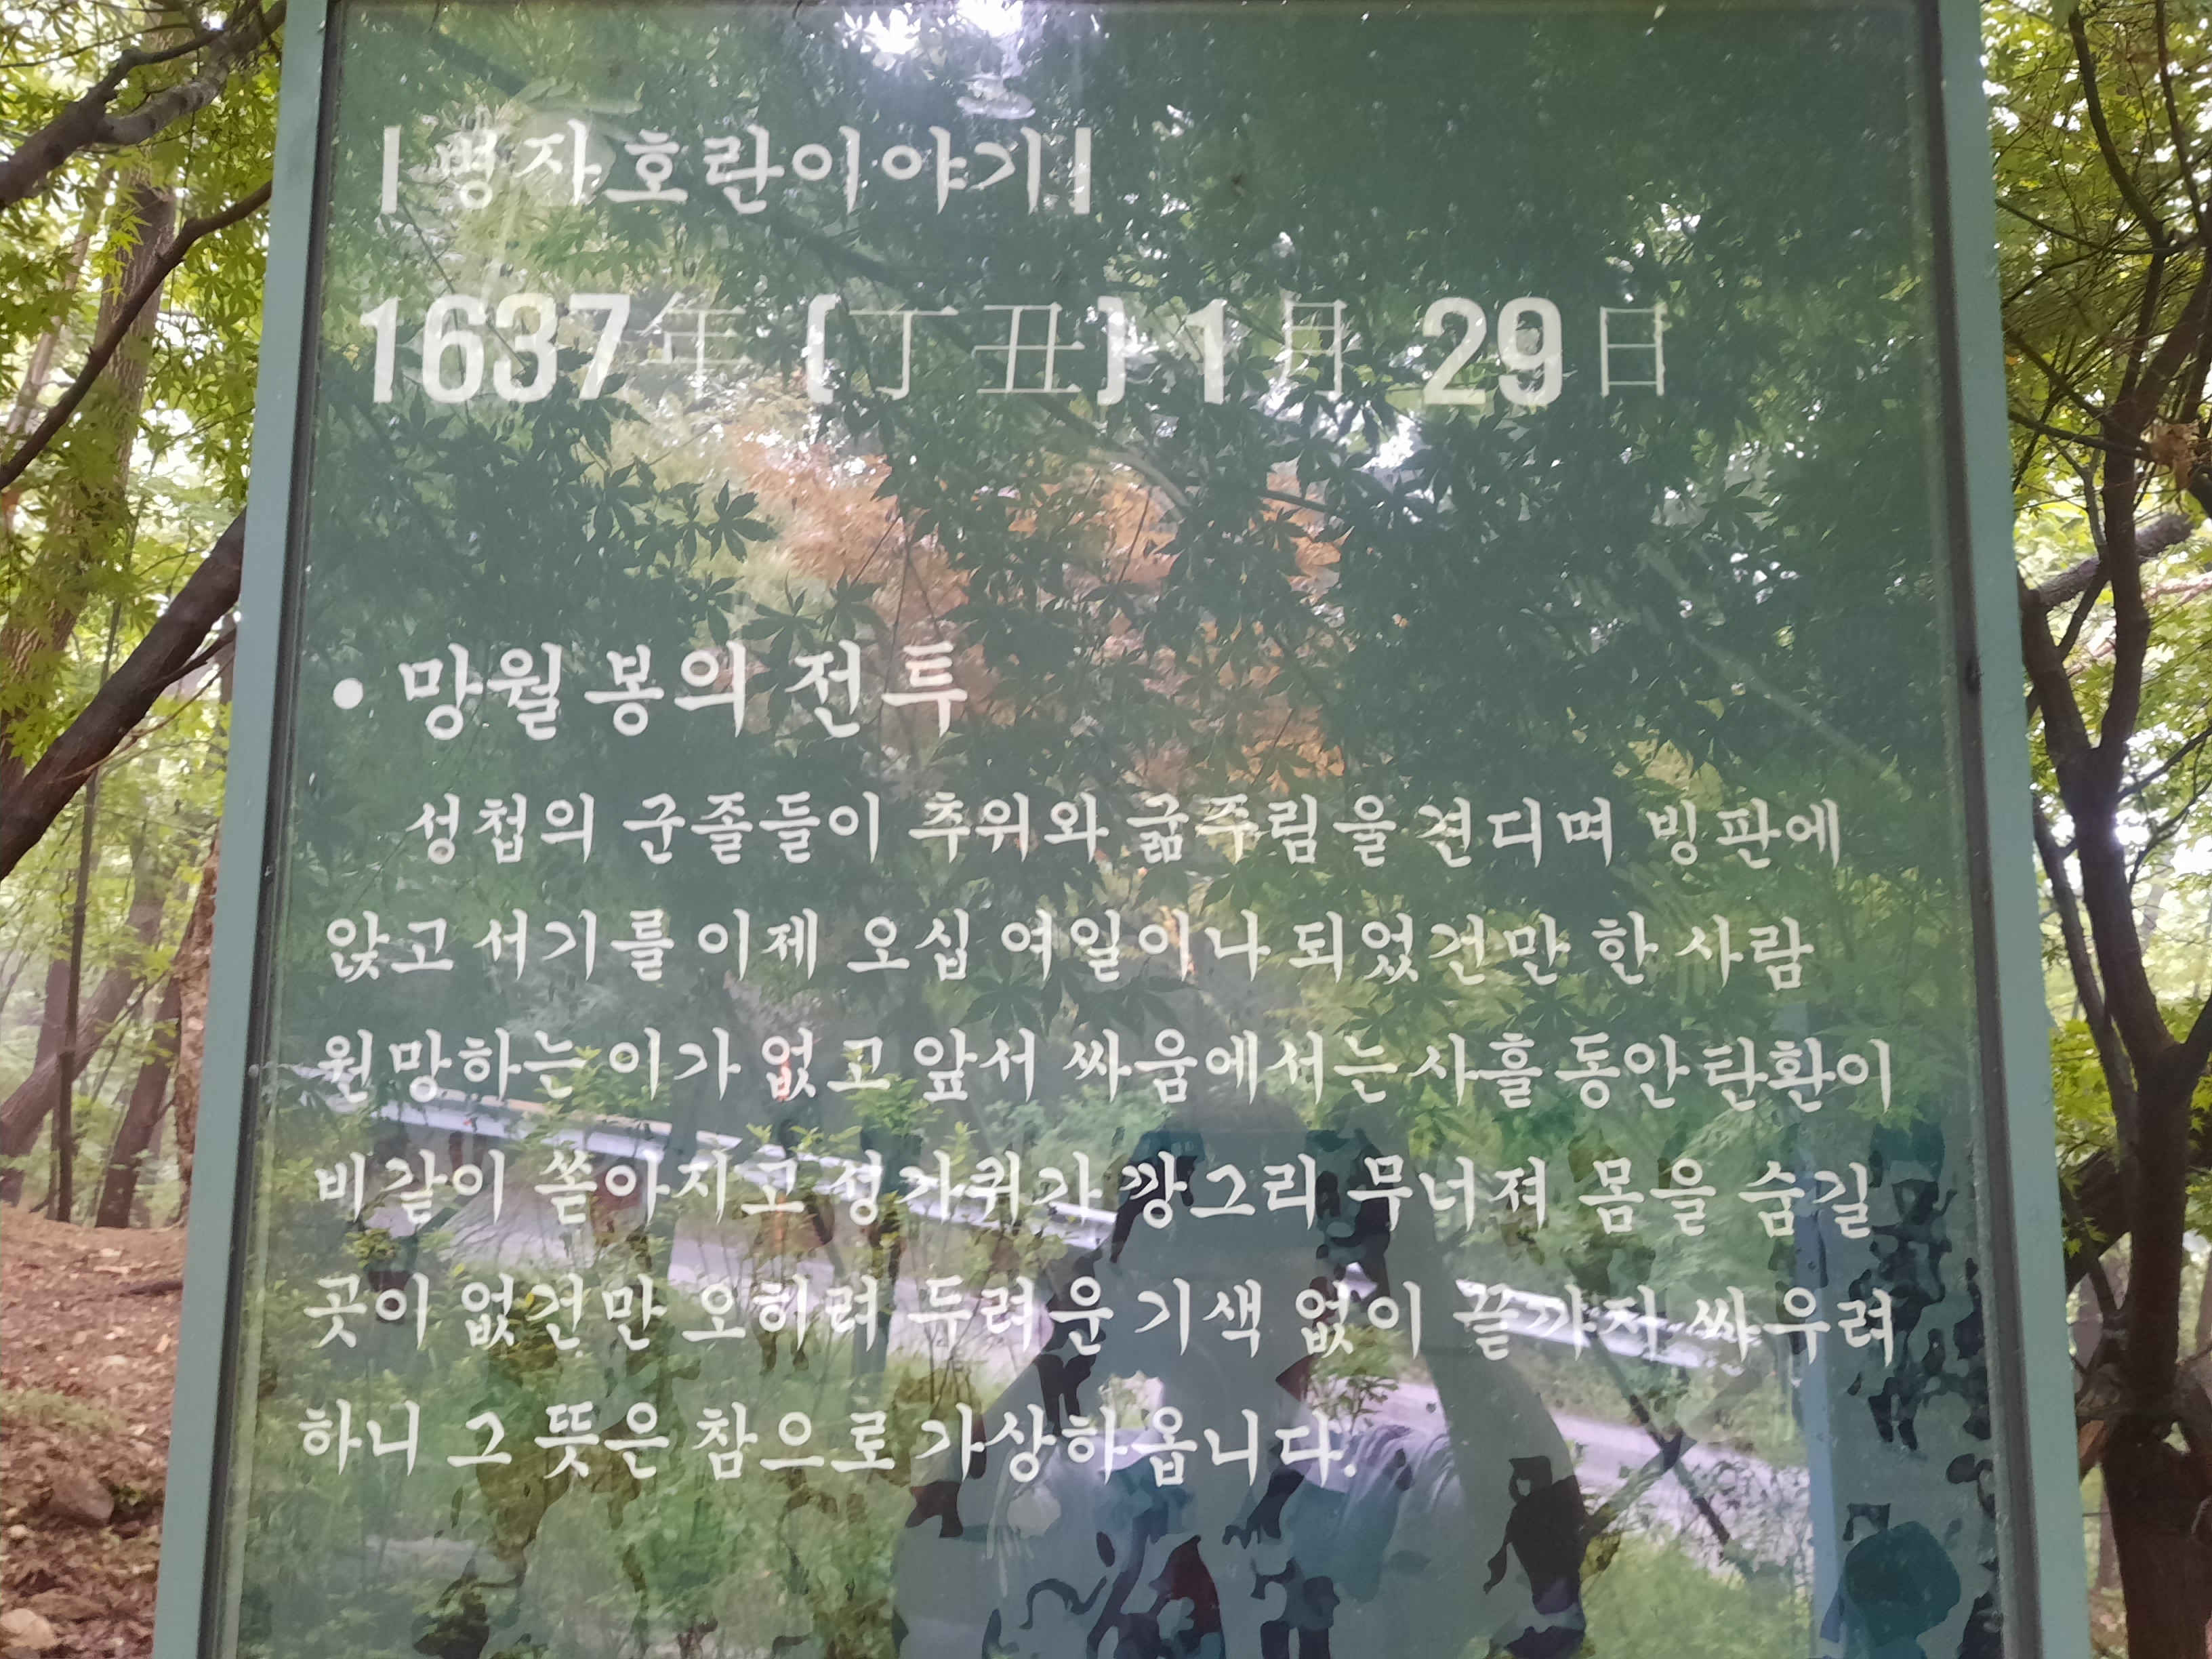 | 병자호란이야기 |
1637年 (丁丑) 1月 29日
• 망월봉의 전투
성첩의 군졸들이 추위와 굶주림을 견디며 빙판에
앉고 서기를 이제 오십 여일이나 되었건만 한 사람
원망하는 이가 없고 앞서 싸움에서는 사흘 동안 탄환이
비같이 쏟아지고 성가퀴가 깡그리 무너져 몸을 숨길
곳이 없건만 오히려 두려운 기색 없이 끝까지 싸우려
하니 그 뜻은 참으로 가상하옵니다.